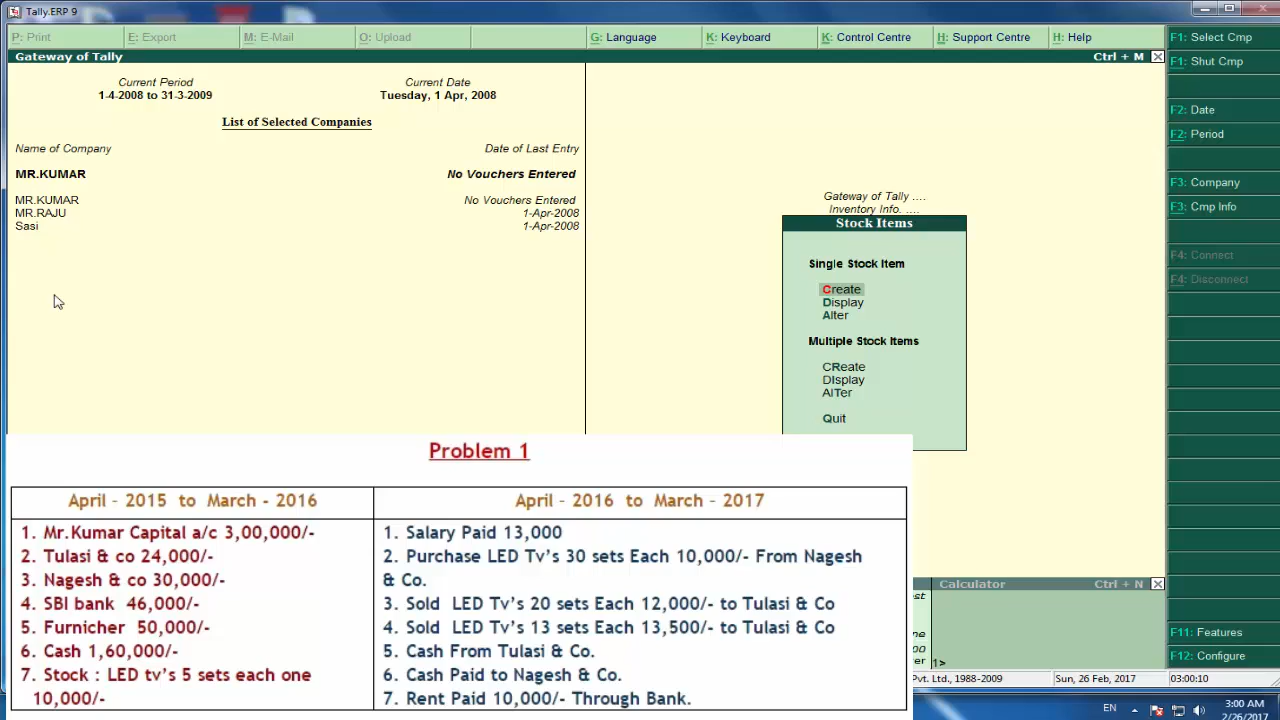 Tally.ERP 9
P: Print E: Export M: E-Mail O: Upload G: Language K: Keyboard K: Control Centre H: Support Centre H: Help
Gateway of Tally Ctrl + M
Current Period Current Date
1-4-2008 to 31-3-2009 Tuesday, 1 Apr, 2008
List of Selected Companies
Name of Company Date of Last Entry
MR.KUMAR No Vouchers Entered
MR.KUMAR No Vouchers Entered
MR.RAJU 1-Apr-2008
Sasi 1-Apr-2008
Gateway of Tally ....
Inventory Info. ....
Stock Items
Single Stock Item
Create
Display
Alter
Multiple Stock Items
CReate
DIsplay
AlTer
Quit
F1: Select Cmp
F1: Shut Cmp
F2: Date
F2: Period
F3: Company
F3: Cmp Info
F4: Connect
F4: Disconnect
F11: Features
F12: Configure
Problem 1
April - 2015 to March - 2016
1. Mr.Kumar Capital a/c 3,00,000/-
2. Tulasi & co 24,000/-
3. Nagesh & co 30,000/-
4. SBI bank 46,000/-
5. Furnicher 50,000/-
6. Cash 1,60,000/-
7. Stock : LED tv's 5 sets each one
10,000/-
April - 2016 to March - 2017
1. Salary Paid 13,000
2. Purchase LED Tv's 30 sets Each 10,000/- From Nagesh
& Co.
3. Sold LED Tv's 20 sets Each 12,000/- to Tulasi & Co
4. Sold LED Tv's 13 sets Each 13,500/- to Tulasi & Co
5. Cash From Tulasi & Co.
6. Cash Paid to Nagesh & Co.
7. Rent Paid 10,000/- Through Bank.
Calculator Ctrl + N
1>
Pvt. Ltd., 1988-2009 Sun, 26 Feb, 2017 03:00:10
EN 3:00 AM
2/26/2017